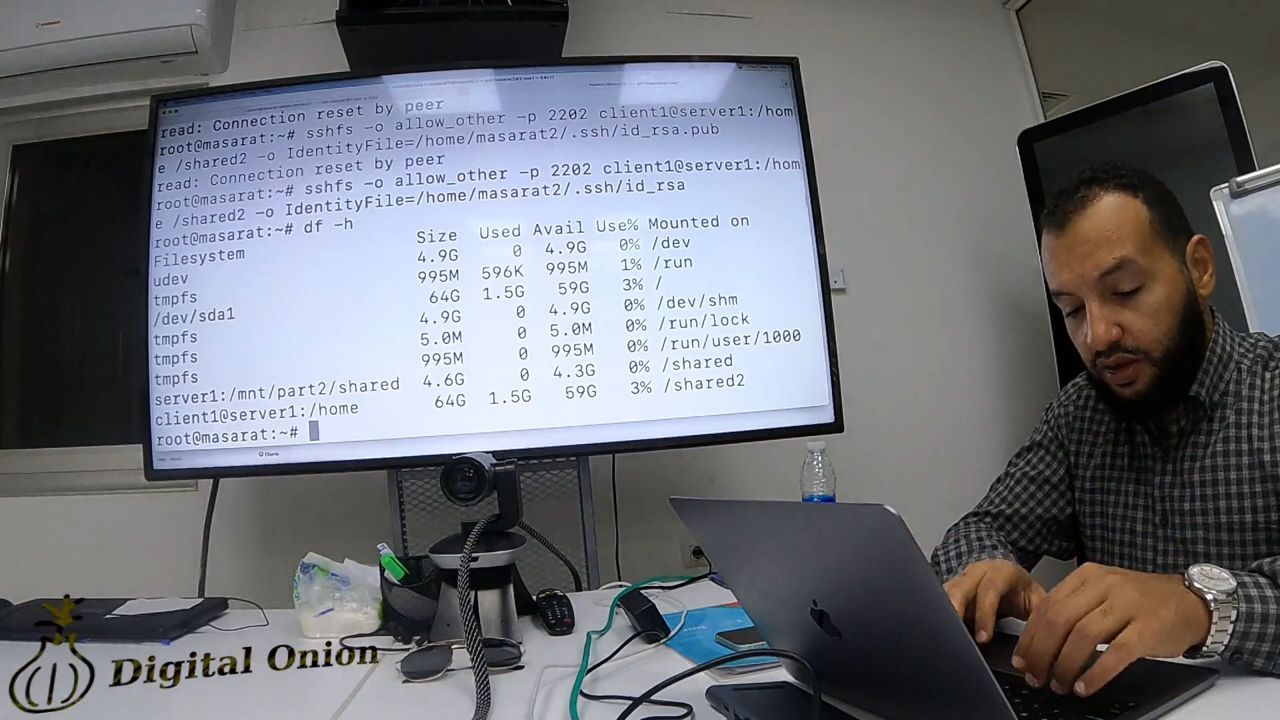 read: Connection reset by peer
root@masarat:~# sshfs -o allow_other -p 2202 client1@server1:/hom
e /shared2 -o IdentityFile=/home/masarat2/.ssh/id_rsa.pub
read: Connection reset by peer
root@masarat:~# sshfs -o allow_other -p 2202 client1@server1:/hom
e /shared2 -o IdentityFile=/home/masarat2/.ssh/id_rsa
root@masarat:~# df -h
Filesystem Size Used Avail Use% Mounted on
udev 4.9G 0 4.9G 0% /dev
tmpfs 995M 596K 995M 1% /run
/dev/sda1 64G 1.5G 59G 3% /
tmpfs 4.9G 0 4.9G 0% /dev/shm
tmpfs 5.0M 0 5.0M 0% /run/lock
tmpfs 995M 0 995M 0% /run/user/1000
server1:/mnt/part2/shared 4.6G 0 4.3G 0% /shared
client1@server1:/home 64G 1.5G 59G 3% /shared2
root@masarat:~#
Digital Onion